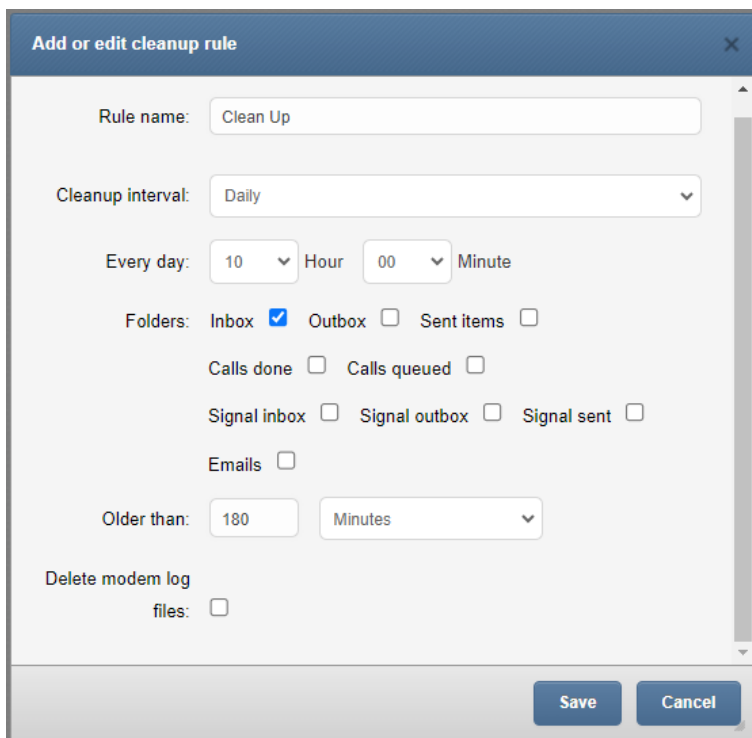 Add or edit cleanup rule ×
Rule name: Clean Up
Cleanup interval: Daily
Every day: 10 Hour 00 Minute
Folders: Inbox Outbox Sent items
Calls done Calls queued
Signal inbox Signal outbox Signal sent
Emails
Older than: 180 Minutes
Delete modem log
files:
Save Cancel